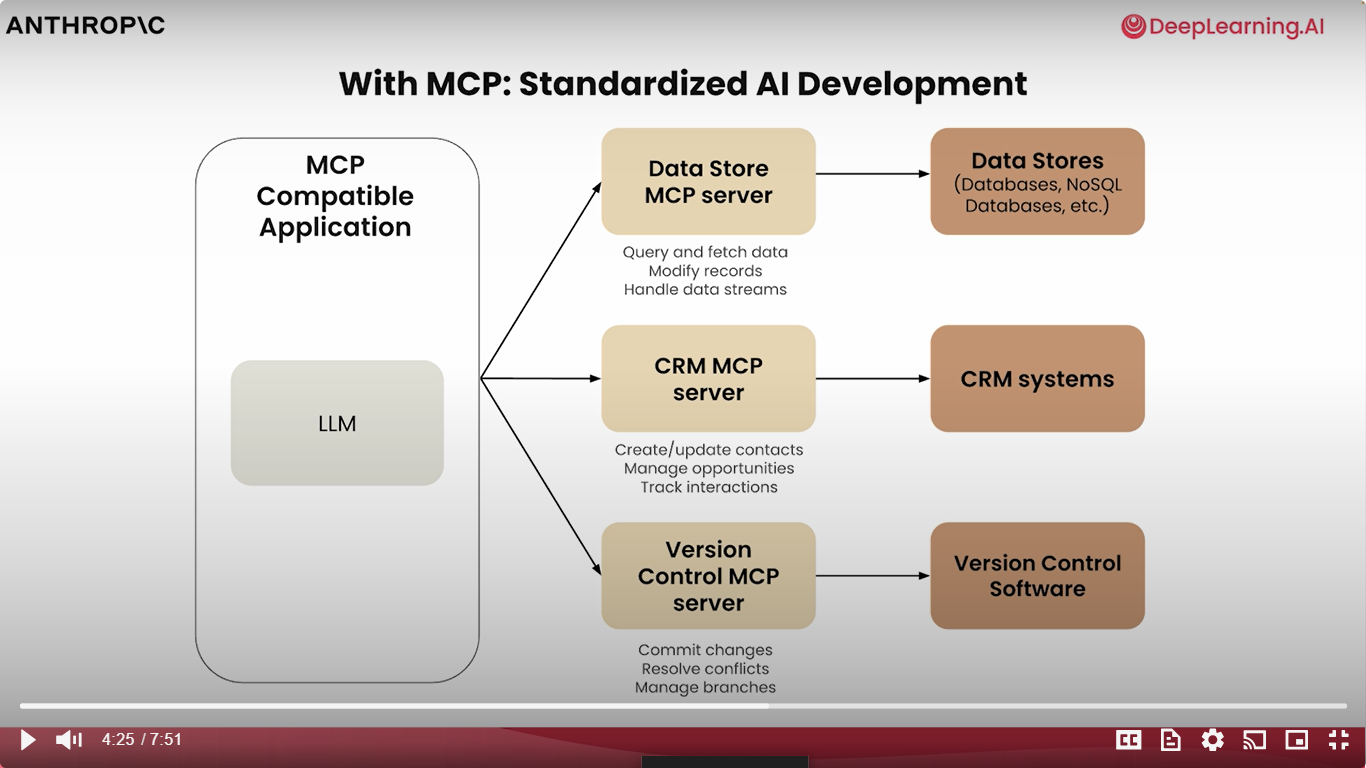 ANTHROP\C
DeepLearning.AI
With MCP: Standardized AI Development
MCP
Compatible
Application
LLM
Data Store
MCP server
Query and fetch data
Modify records
Handle data streams
Data Stores
(Databases, NoSQL
Databases, etc.)
CRM MCP
server
Create/update contacts
Manage opportunities
Track interactions
CRM systems
Version
Control MCP
server
Commit changes
Resolve conflicts
Manage branches
Version Control
Software
4:25 / 7:51
CC